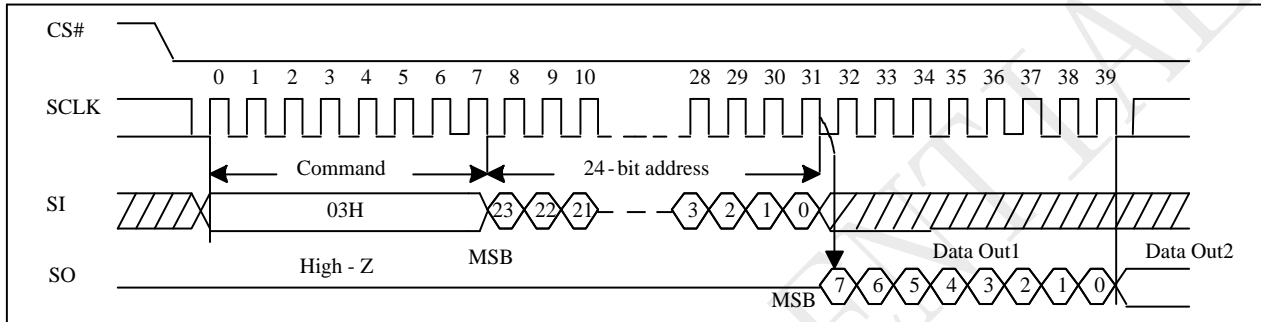 CS#
0 1 2 3 4 5 6 7 8 9 10 28 29 30 31 32 33 34 35 36 37 38 39
SCLK
Command 24-bit address
SI 03H 23 22 21 3 2 1 0
High - Z MSB Data Out1 Data Out2
SO MSB 7 6 5 4 3 2 1 0
ENTIAL